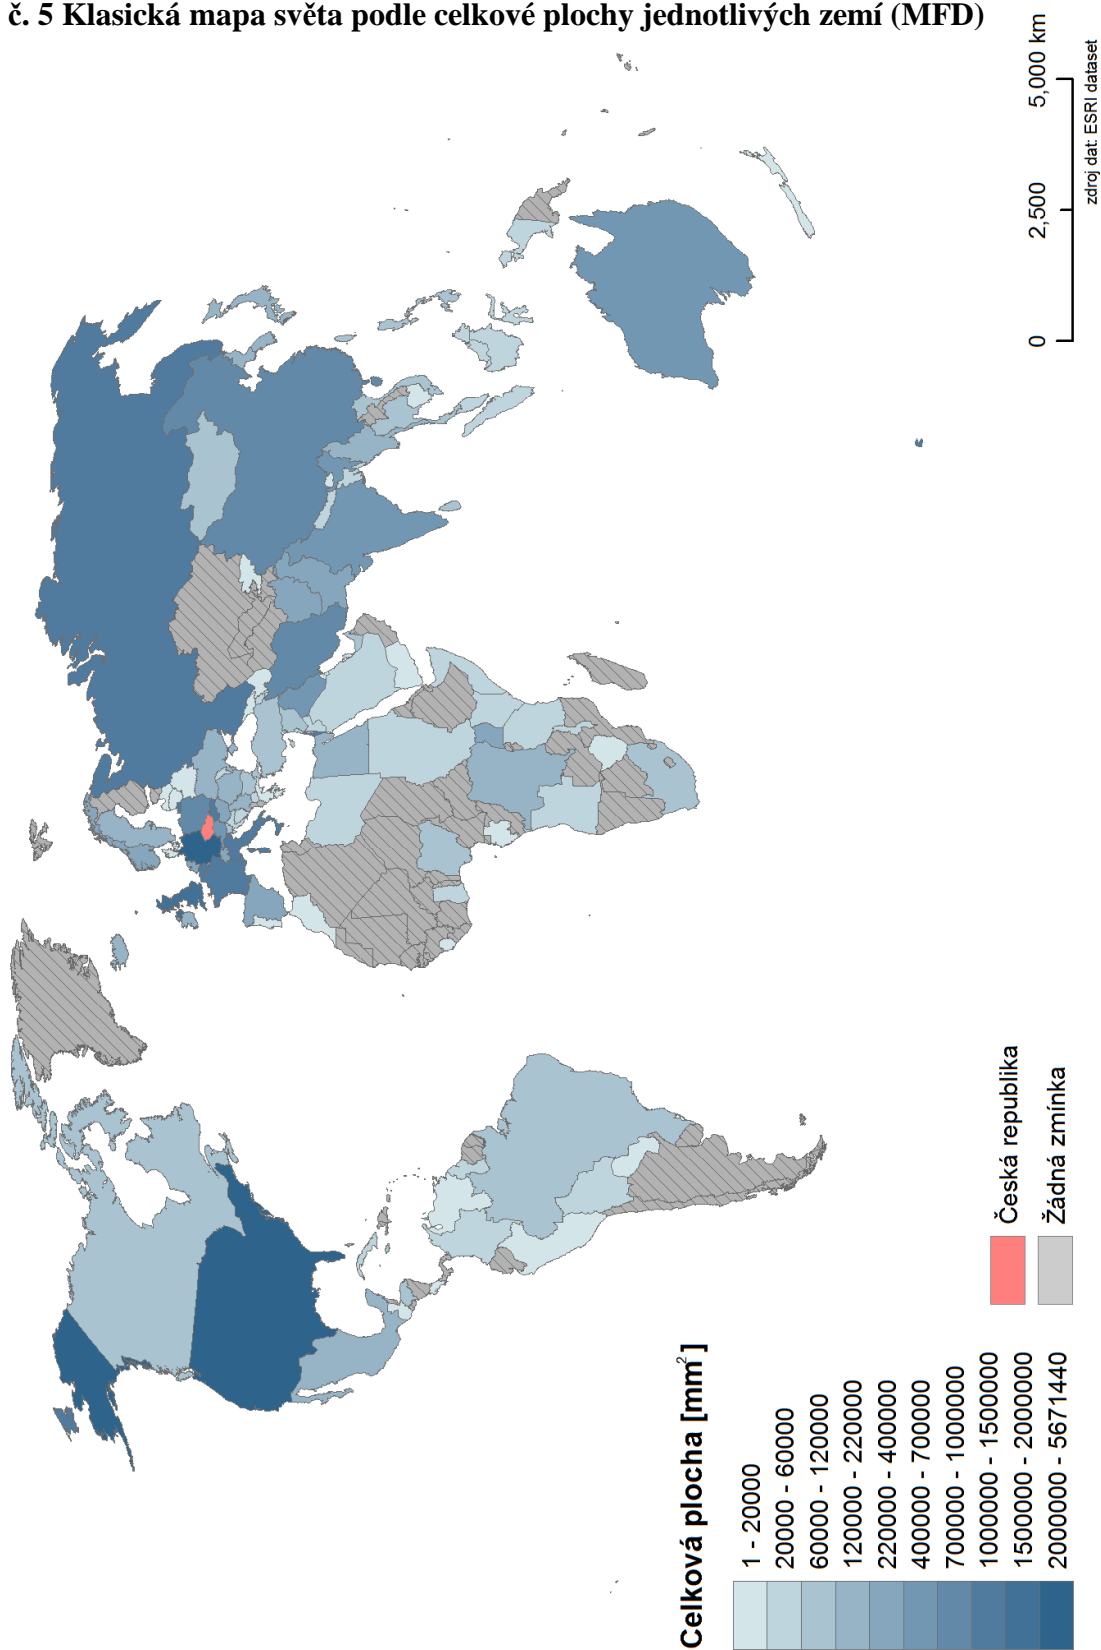 č. 5 Klasická mapa světa podle celkové plochy jednotlivých zemí (MFD)
Celková plocha [mm²]
1 - 20000
20000 - 60000
60000 - 120000
120000 - 220000
220000 - 400000
400000 - 700000
700000 - 1000000
1000000 - 1500000
1500000 - 2000000
2000000 - 5671440
Česká republika
Žádná zmínka
0 2,500 5,000 km
zdroj dat: ESRI dataset